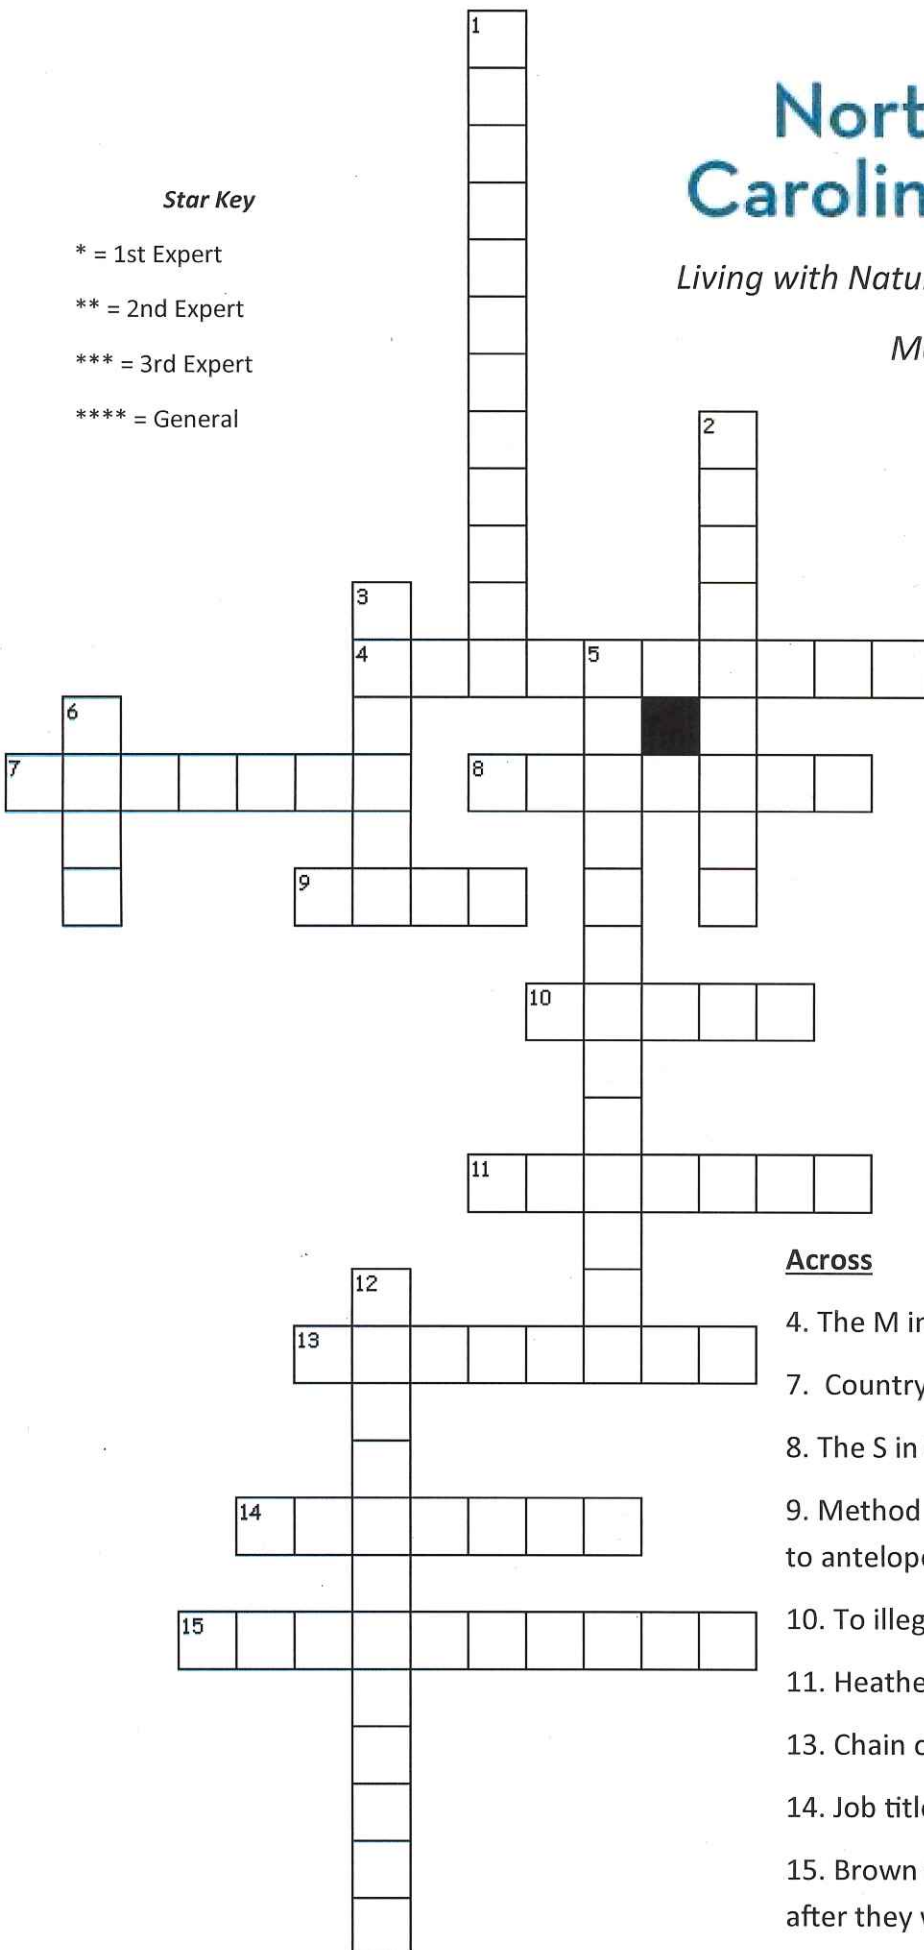 Nort
Carolin
Living with Natu
Star Key
* = 1st Expert
** = 2nd Expert
*** = 3rd Expert
**** = General
1
2
3
4
5
6
7
8
9
10
11
12
13
14
15
Across
4. The M in
7. Country
8. The S in
9. Method
to antelop
10. To illeg
11. Heathe
13. Chain o
14. Job title
15. Brown
after they